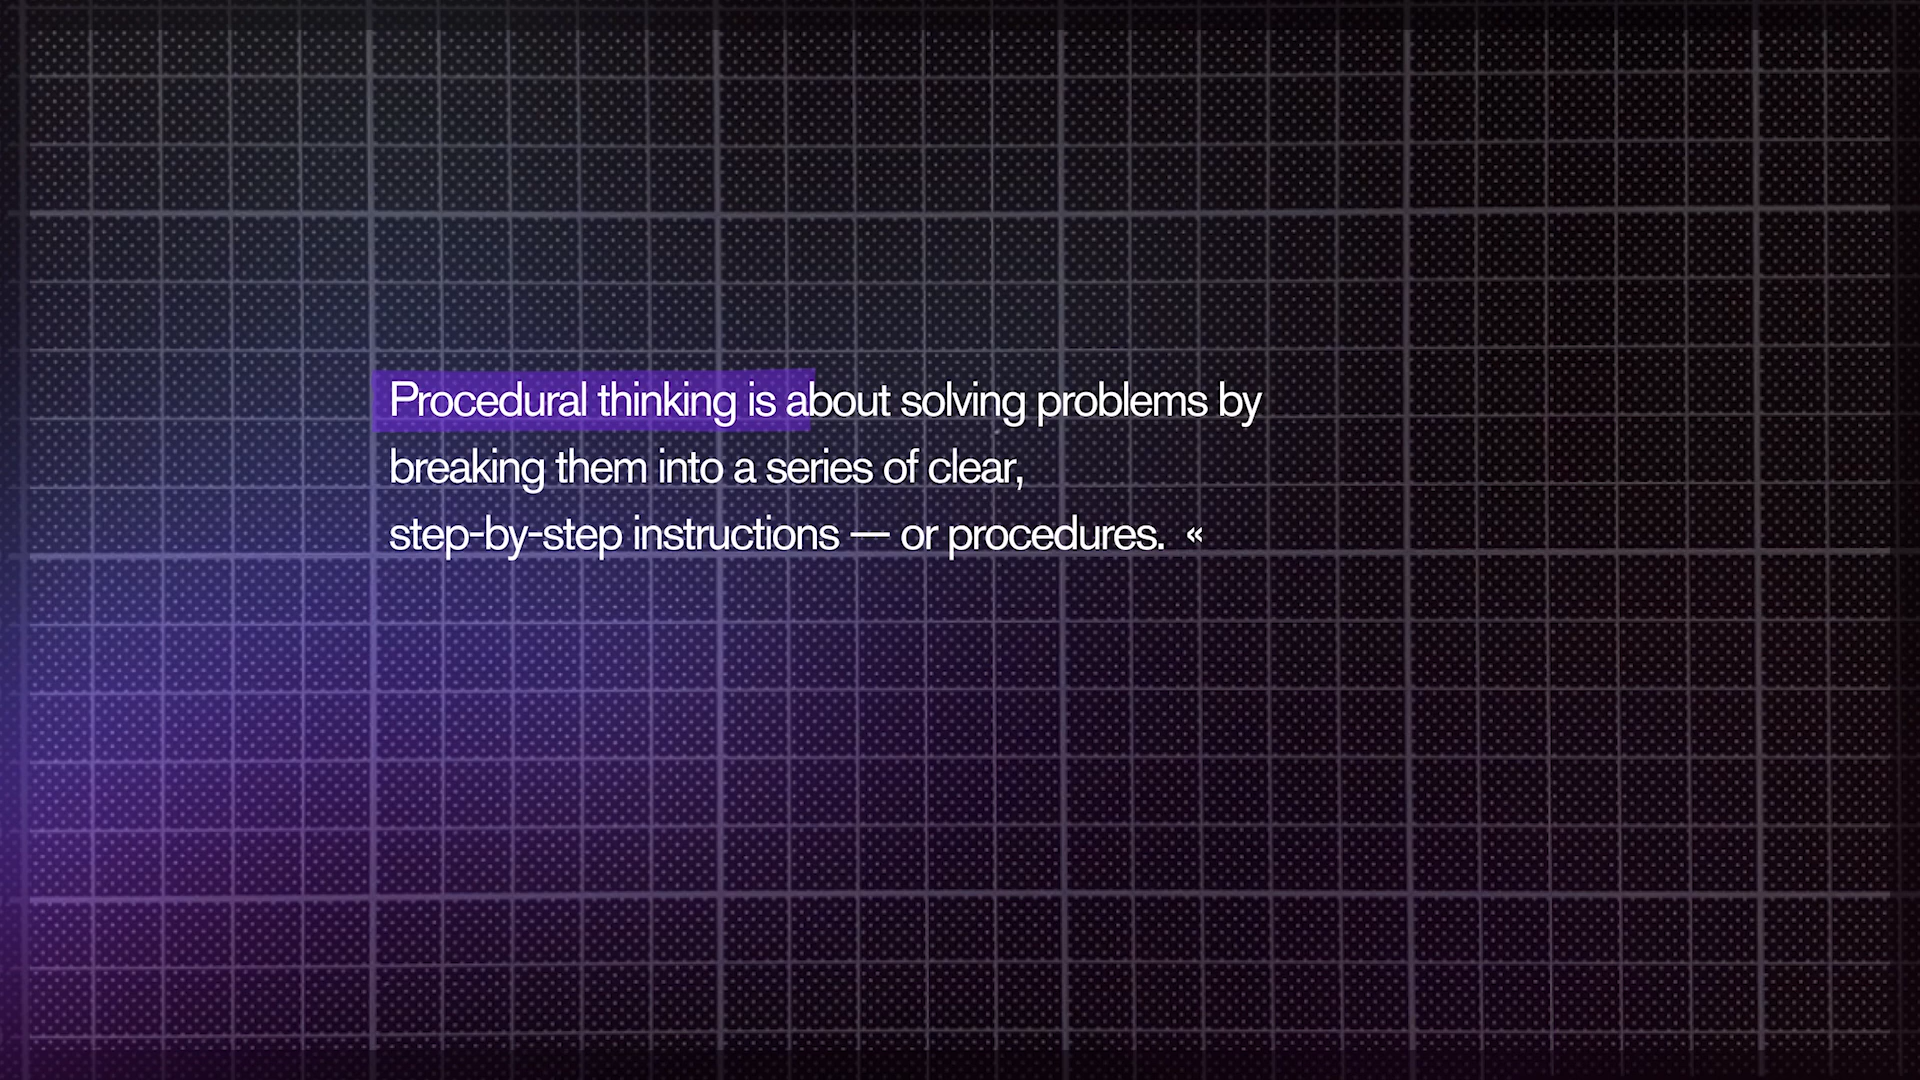 Procedural thinking is about solving problems by
breaking them into a series of clear,
step-by-step instructions — or procedures. «